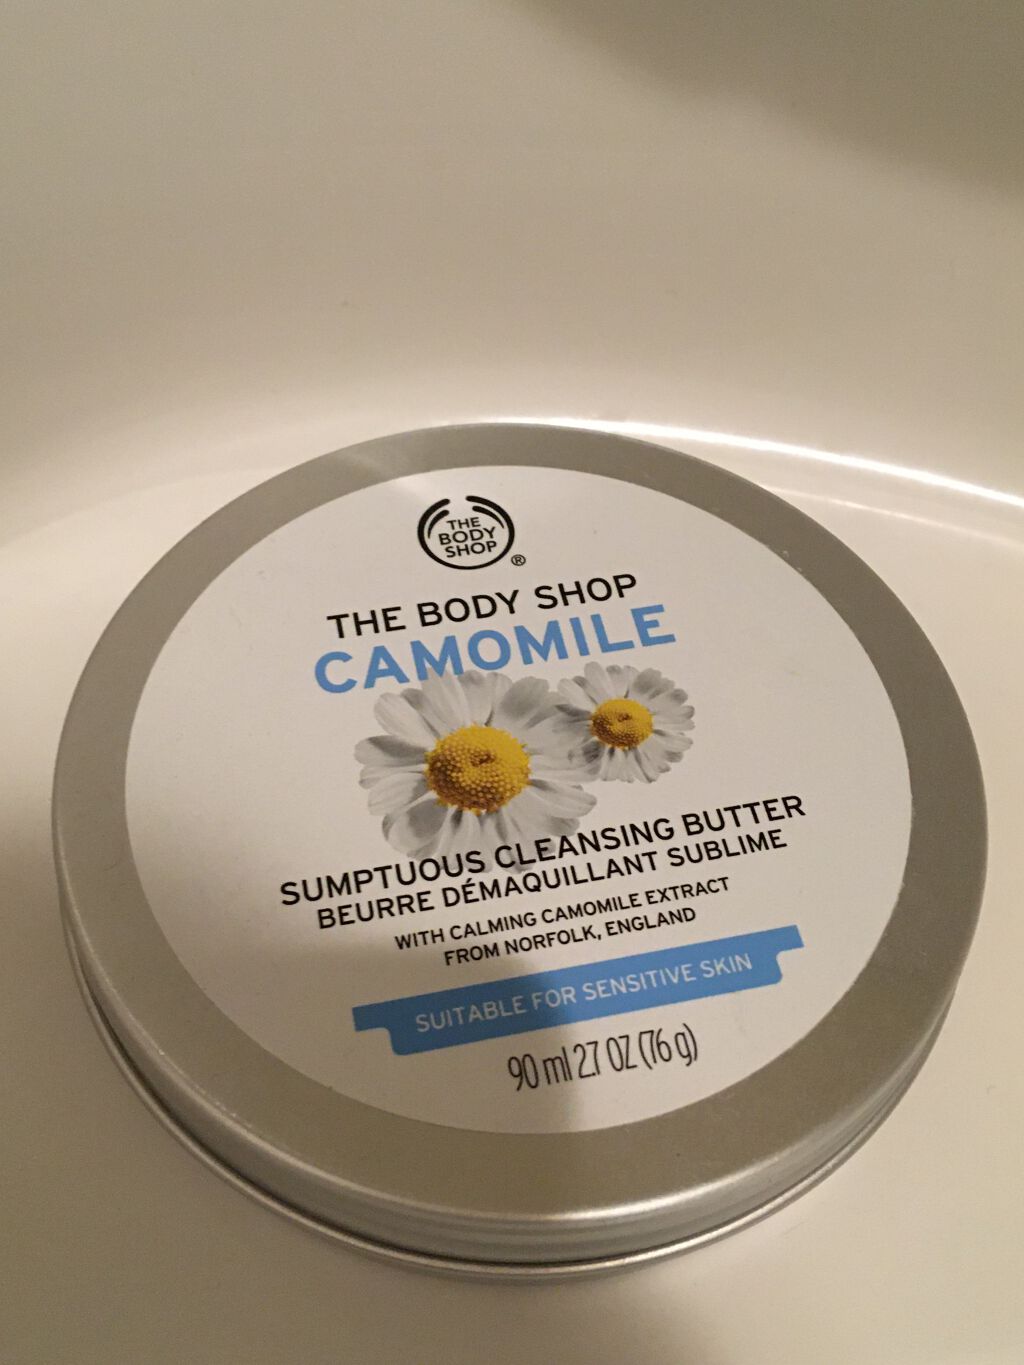 THE
BODY
SHOP
®
THE BODY SHOP
CAMOMILE
SUMPTUOUS CLEANSING BUTTER
BEURRE DÉMAQUILLANT SUBLIME
WITH CALMING CAMOMILE EXTRACT
FROM NORFOLK, ENGLAND
SUITABLE FOR SENSITIVE SKIN
90 ml 2.7 OZ (76 g)